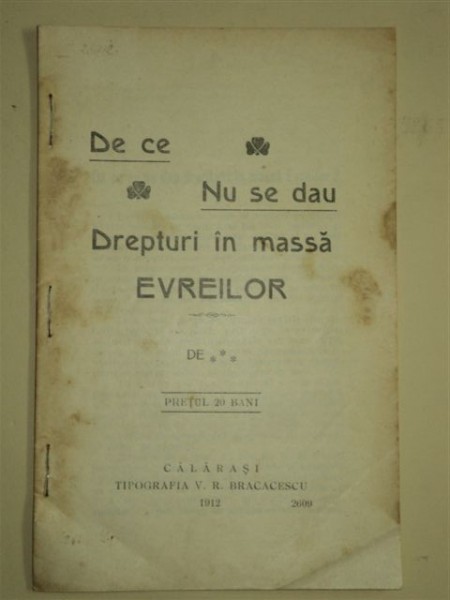 De ce
Nu se dau
Drepturi în massă
EVREILOR
DE ***
PREȚUL 20 BANI
CĂLĂRAȘI
TIPOGRAFIA V. R. BRACACESCU
1912 2609